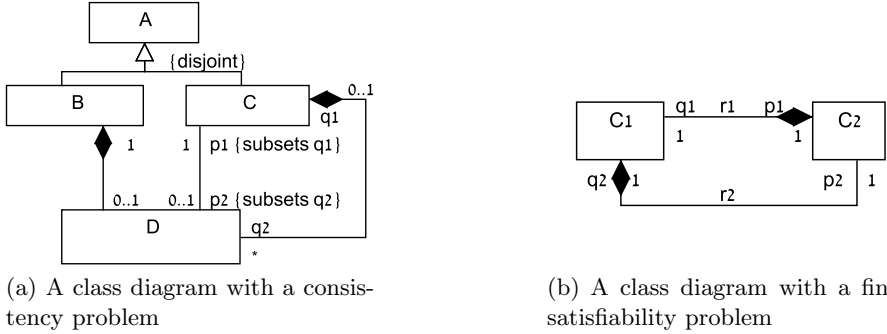 A
{disjoint}
B
C
0..1
q1
1
1
p1 {subsets q1}
0..1
0..1
p2 {subsets q2}
D
q2
*
(a) A class diagram with a consis-
tency problem
C1
q1
r1
p1
C2
1
1
q2
1
p2
1
r2
(b) A class diagram with a fin
satisfiability problem